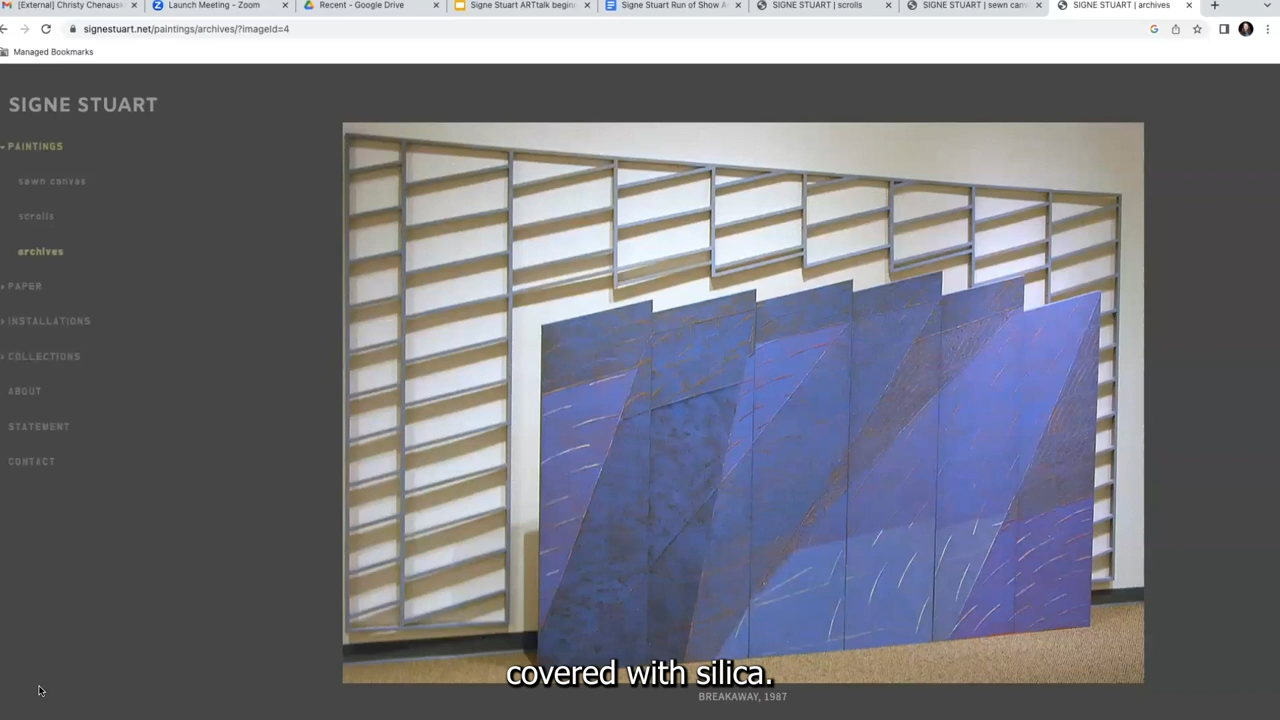 [External] Christy Chenausk
Launch Meeting - Zoom
Recent - Google Drive
Signe Stuart ARTtalk begin
Signe Stuart Run of Show A
SIGNE STUART | scrolls
SIGNE STUART | sewn can
SIGNE STUART | archives
signestuart.net/paintings/archives/?imageId=4
Managed Bookmarks
SIGNE STUART
PAINTINGS
sewn canvas
scrolls
archives
PAPER
INSTALLATIONS
COLLECTIONS
ABOUT
STATEMENT
CONTACT
covered with silica.
BREAKAWAY, 1987